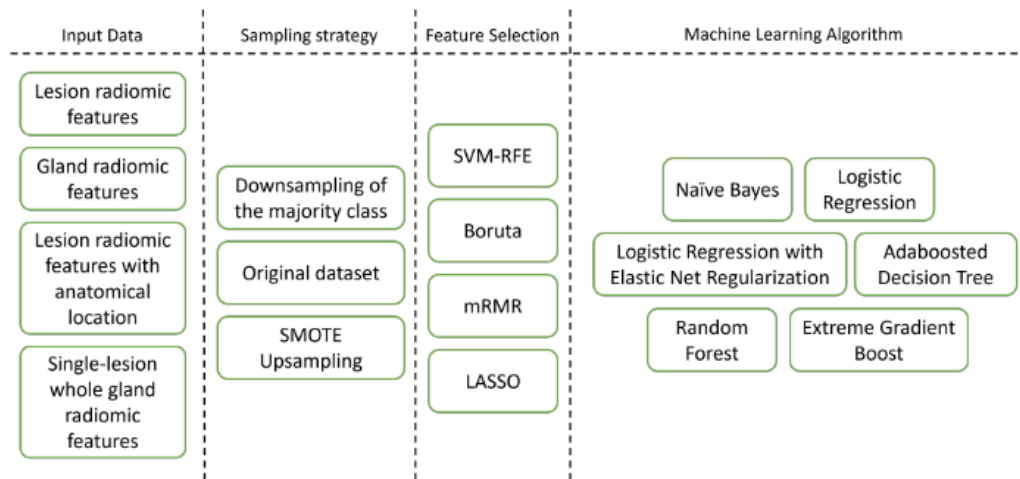 Input Data
Sampling strategy
Feature Selection
Machine Learning Algorithm
Lesion radiomic
features
Gland radiomic
features
Lesion radiomic
features with
anatomical
location
Single-lesion
whole gland
radiomic
features
Downsampling of
the majority class
Original dataset
SMOTE
Upsampling
SVM-RFE
Boruta
mRMR
LASSO
Naïve Bayes
Logistic
Regression
Logistic Regression with
Elastic Net Regularization
Adaboosted
Decision Tree
Random
Forest
Extreme Gradient
Boost